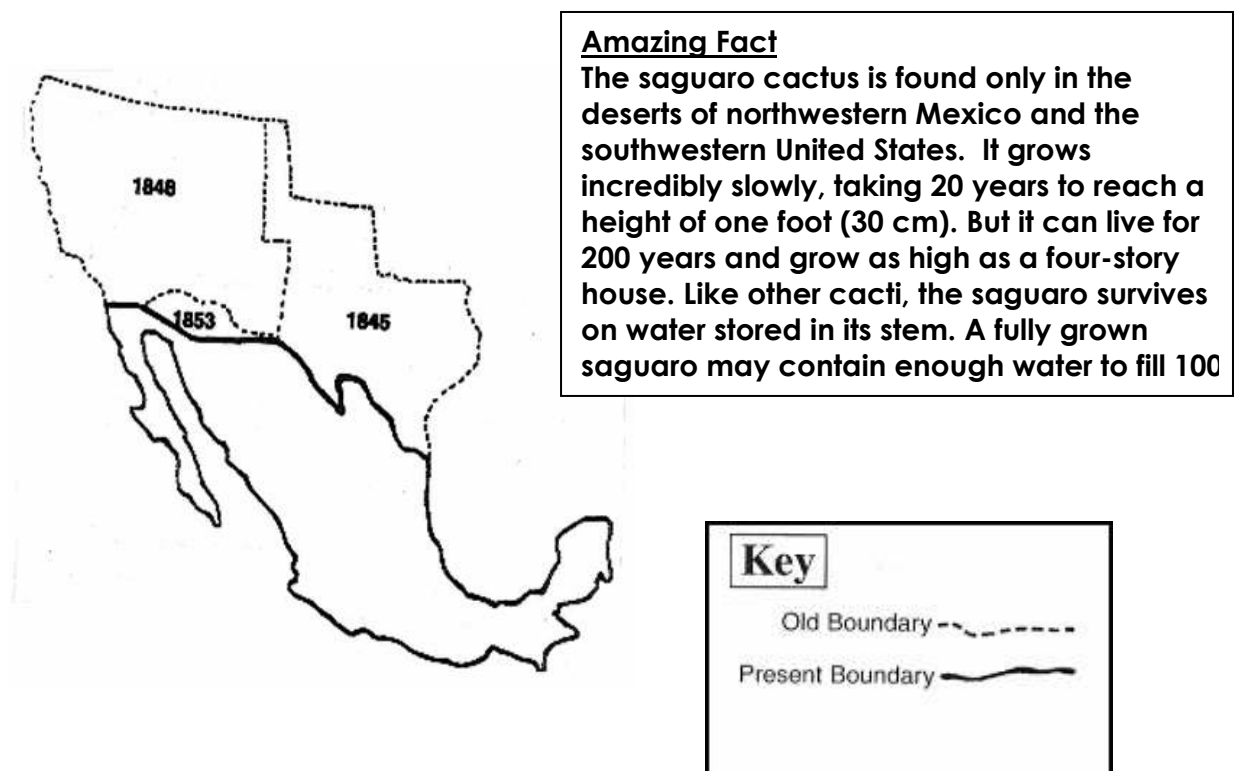 Amazing Fact
The saguaro cactus is found only in the
deserts of northwestern Mexico and the
southwestern United States.  It grows
incredibly slowly, taking 20 years to reach a
height of one foot (30 cm). But it can live for
200 years and grow as high as a four-story
house. Like other cacti, the saguaro survives
on water stored in its stem. A fully grown
saguaro may contain enough water to fill 100
1848
1853
1845
Key
Old Boundary
Present Boundary